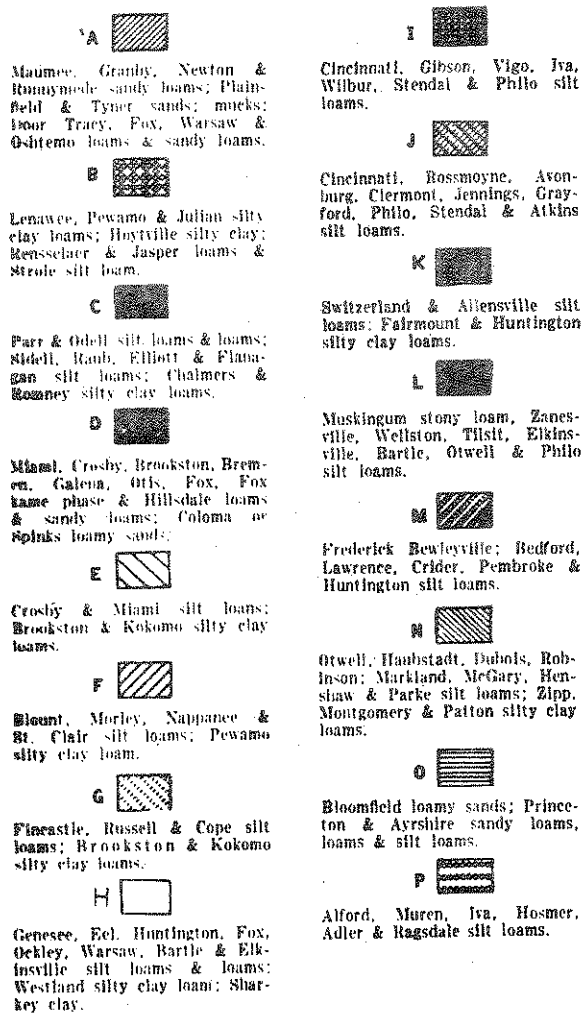 A
Maumee, Granby, Newton &
Runnymede sandy loams; Plain-
field & Tyner sands; mucks;
Door Tracy, Fox, Warsaw &
Oshtemo loams & sandy loams.
B
Lenawee, Pewamo & Julian silty
clay loams; Hoytville silty clay;
Rensselaer & Jasper loams &
Strole silt loam.
C
Parr & Odell silt loams & loams;
Sidell, Raub, Elliott & Flana-
gan silt loams; Chalmers &
Romney silty clay loams.
D
Miami, Crosby, Brookston, Brem-
en, Galena, Otis, Fox, Fox
kame phase & Hillsdale loams
& sandy loams; Coloma or
Spinks loamy sands.
E
Crosby & Miami silt loans;
Brookston & Kokomo silty clay
loams.
F
Blount, Morley, Nappanee &
St. Clair silt loams; Pewamo
silty clay loam.
G
Fincastle, Russell & Cope silt
loams; Brookston & Kokomo
silty clay loams.
H
Genesee, Eel, Huntington, Fox,
Ockley, Warsaw, Bartle & Elk-
insville silt loams & loams;
Westland silty clay loam; Shar-
key clay.
I
Cincinnati, Gibson, Vigo, Iva,
Wilbur, Stendal & Philo silt
loams.
J
Cincinnati, Rossmoyne, Avon-
burg, Clermont, Jennings, Gray-
ford, Philo, Stendal & Atkins
silt loams.
K
Switzerland & Allensville silt
loams; Fairmount & Huntington
silty clay loams.
L
Muskingum stony loam, Zanes-
ville, Wellston, Tilsit, Elkins-
ville, Bartle, Otwell & Philo
silt loams.
M
Frederick Bewleyville; Bedford,
Lawrence, Crider, Pembroke &
Huntington silt loams.
N
Otwell, Haubstadt, Dubois, Rob-
inson; Markland, McGary, Hen-
shaw & Parke silt loams; Zipp,
Montgomery & Patton silty clay
loams.
O
Bloomfield loamy sands; Prince-
ton & Ayrshire sandy loams,
loams & silt loams.
P
Alford, Muren, Iva, Hosmer,
Adler & Ragsdale silt loams.